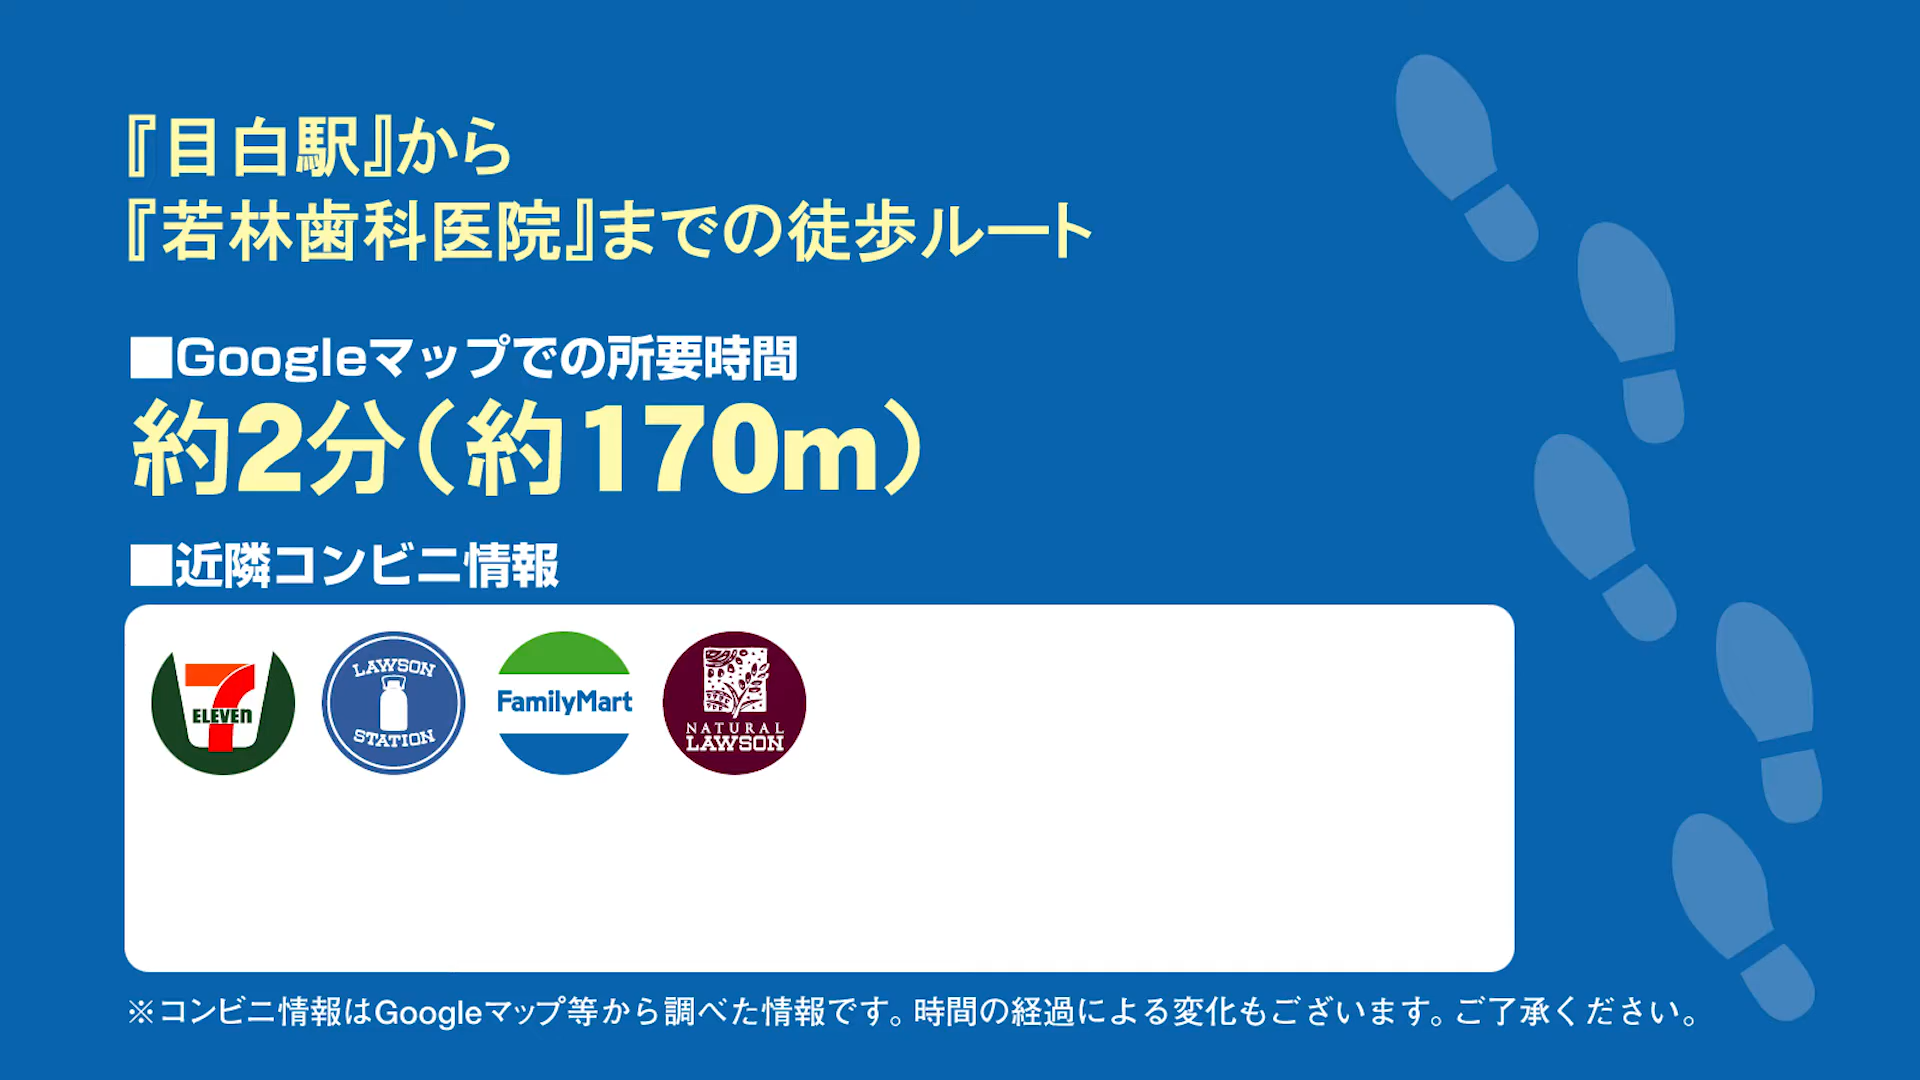 『目白駅』から
『若林歯科医院』までの徒歩ルート
■Googleマップでの所要時間
約2分(約170m)
■近隣コンビニ情報
7
ELEVEN
LAWSON
STATION
FamilyMart
NATURAL
LAWSON
※コンビニ情報はGoogleマップ等から調べた情報です。時間の経過による変化もございます。ご了承ください。